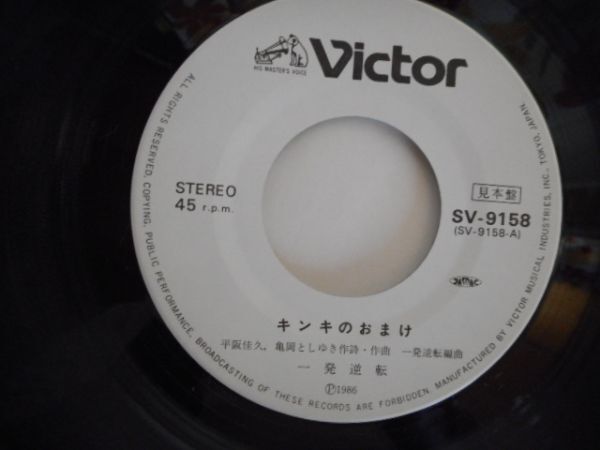 HIS MASTER'S VOICE
Victor
STEREO
45 r.p.m.
見本盤
SV-9158
(SV-9158-A)
キンキのおまけ
平阪佳久、亀岡としゆき作詩・作曲 一発逆転編曲
一発逆転
Ⓟ1986
ALL RIGHTS RESERVED, COPYING, PUBLIC PERFORMANCE, BROADCASTING OF THESE RECORDS ARE FORBIDDEN. MANUFACTURED BY VICTOR MUSICAL INDUSTRIES, INC., TOKYO, JAPAN.